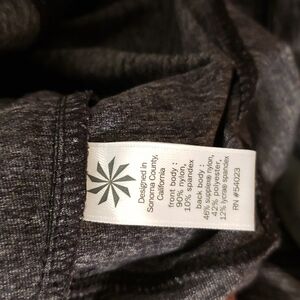 Designed in
Sonoma County,
California
front body :
90% nylon,
10% spandex
back body :
46% supplex nylon,
42% polyester,
12% lycra spandex
RN #54023